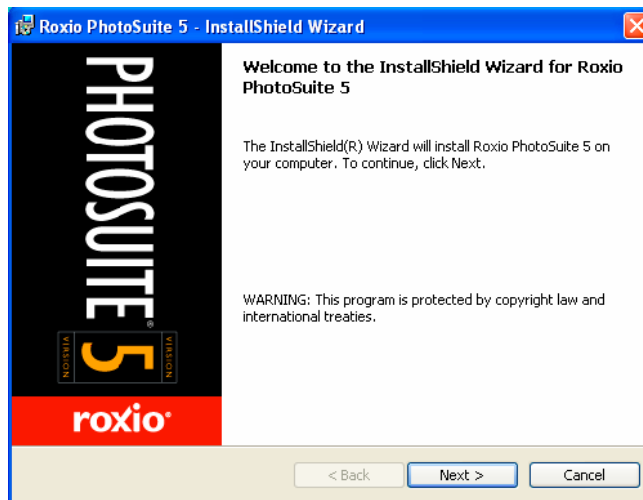 Roxio PhotoSuite 5 - InstallShield Wizard
PHOTOSUITE®
VERSION 5 VERSION
roxio
Welcome to the InstallShield Wizard for Roxio
PhotoSuite 5
The InstallShield(R) Wizard will install Roxio PhotoSuite 5 on
your computer. To continue, click Next.
WARNING: This program is protected by copyright law and
international treaties.
< Back
Next >
Cancel